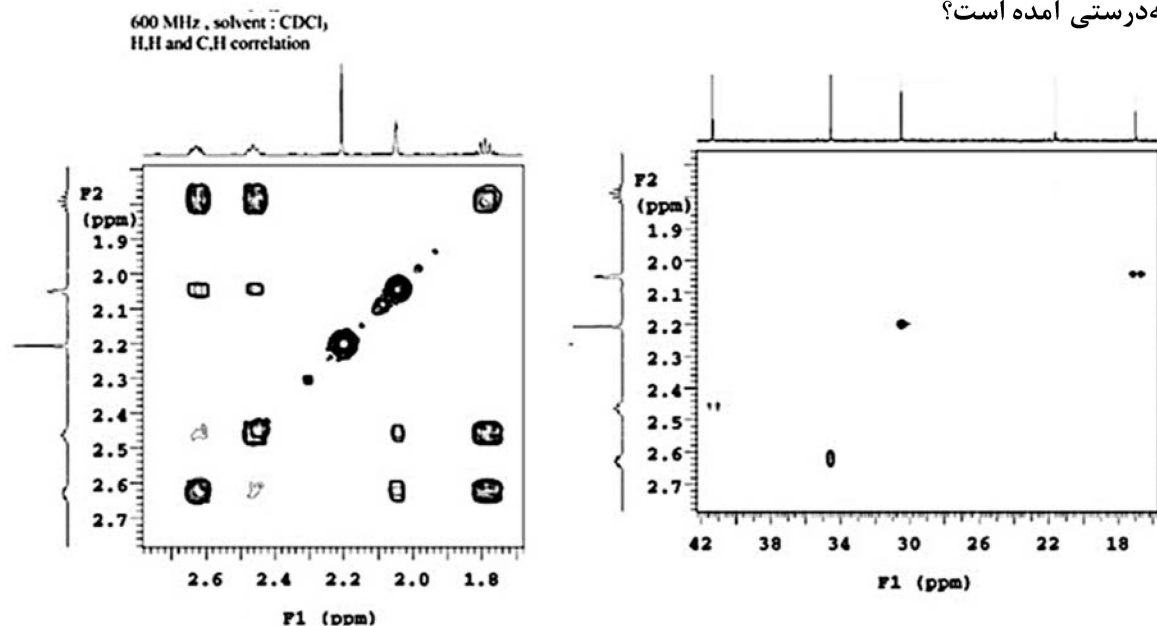 ه‌درستی آمده است؟
600 MHz , solvent : CDCl₃
H,H and C,H correlation
F2
(ppm)
1.9
2.0
2.1
2.2
2.3
2.4
2.5
2.6
2.7
2.6 2.4 2.2 2.0 1.8
F1 (ppm)
F2
(ppm)
1.9
2.0
2.1
2.2
2.3
2.4
2.5
2.6
2.7
42 38 34 30 26 22 18
F1 (ppm)